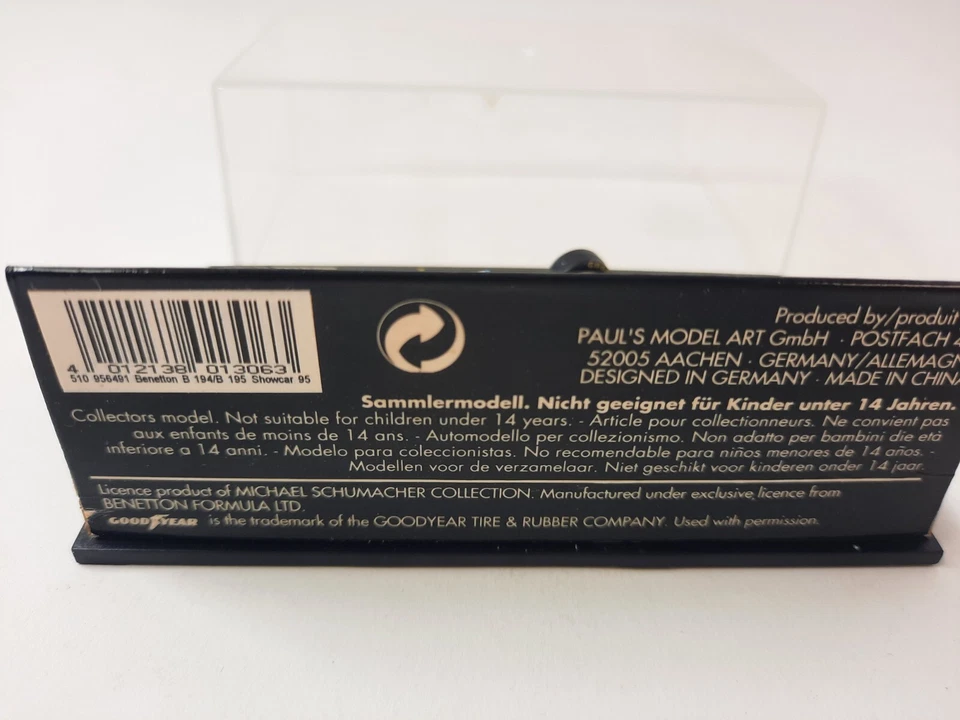 4 012138 013063
510 956491 Benetton B 194/B 195 Showcar 95
Produced by/produit
PAUL'S MODEL ART GmbH · POSTFACH 4
52005 AACHEN · GERMANY/ALLEMAGN
DESIGNED IN GERMANY · MADE IN CHINA
Sammlermodell. Nicht geeignet für Kinder unter 14 Jahren.
Collectors model. Not suitable for children under 14 years. - Article pour collectionneurs. Ne convient pas
aux enfants de moins de 14 ans. - Automodello per collezionismo. Non adatto per bambini die età
inferiore a 14 anni. - Modelo para coleccionistas. No recomendable para niños menores de 14 años. -
Modellen voor de verzamelaar. Niet geschikt voor kinderen onder 14 jaar.
Licence product of MICHAEL SCHUMACHER COLLECTION. Manufactured under exclusive licence from
BENETTON FORMULA LTD.
GOODYEAR is the trademark of the GOODYEAR TIRE & RUBBER COMPANY. Used with permission.